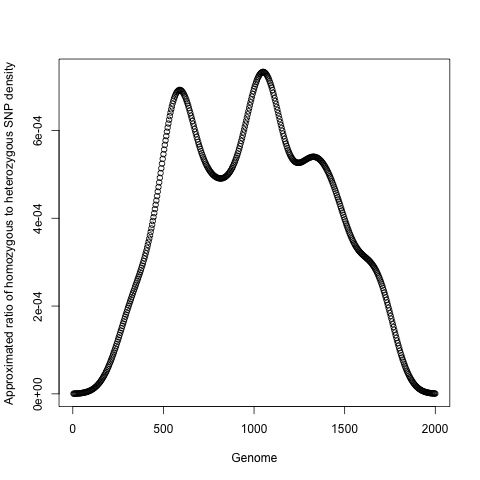 Approximated ratio of homozygous to heterozygous SNP density
6e-04
4e-04
2e-04
0e+00
0 500 1000 1500 2000
Genome